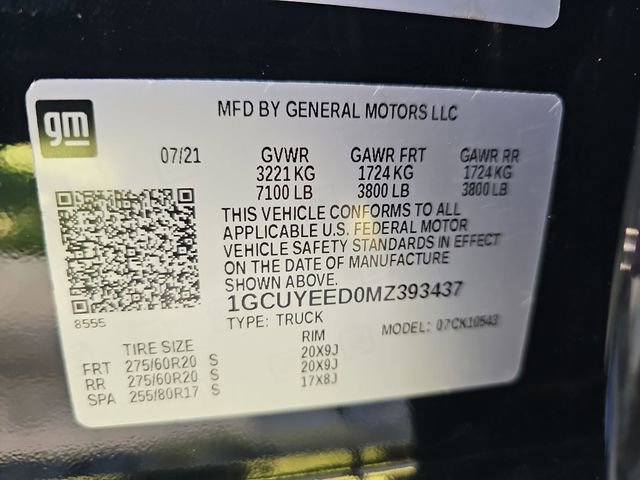 gm
MFD BY GENERAL MOTORS LLC
07/21 GVWR GAWR FRT GAWR RR
3221 KG 1724 KG 1724 KG
7100 LB 3800 LB 3800 LB
THIS VEHICLE CONFORMS TO ALL
APPLICABLE U.S. FEDERAL MOTOR
VEHICLE SAFETY STANDARDS IN EFFECT
ON THE DATE OF MANUFACTURE
SHOWN ABOVE.
1GCUYEED0MZ393437
8555
TYPE: TRUCK MODEL: 07CK10543
TIRE SIZE RIM
FRT 275/60R20 S 20X9J
RR 275/60R20 S 20X9J
SPA 255/80R17 S 17X8J